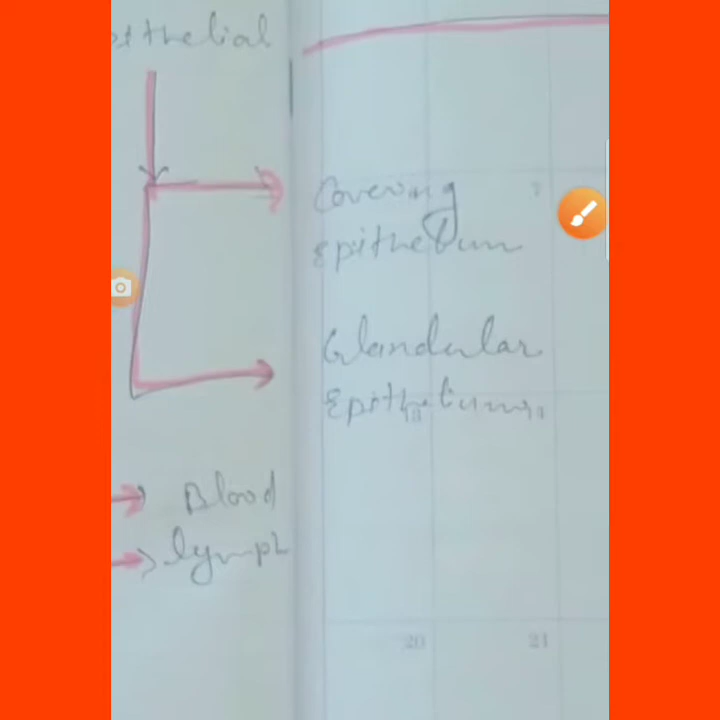 epithelial
Covering
Epithelium
Glandular
Epithelium
Blood
lymph
20 21